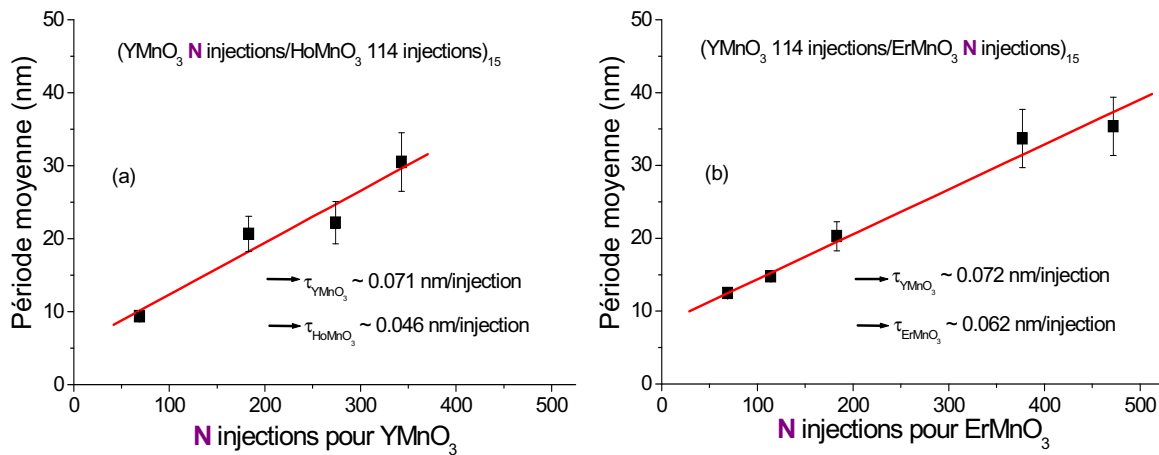 50
40
30
20
10
0
Période moyenne (nm)
(YMnO3 N injections/HoMnO3 114 injections)15
(a)
τYMnO3 ~ 0.071 nm/injection
τHoMnO3 ~ 0.046 nm/injection
0 100 200 300 400 500
N injections pour YMnO3
50
40
30
20
10
0
Période moyenne (nm)
(YMnO3 114 injections/ErMnO3 N injections)15
(b)
τYMnO3 ~ 0.072 nm/injection
τErMnO3 ~ 0.062 nm/injection
0 100 200 300 400 500
N injections pour ErMnO3